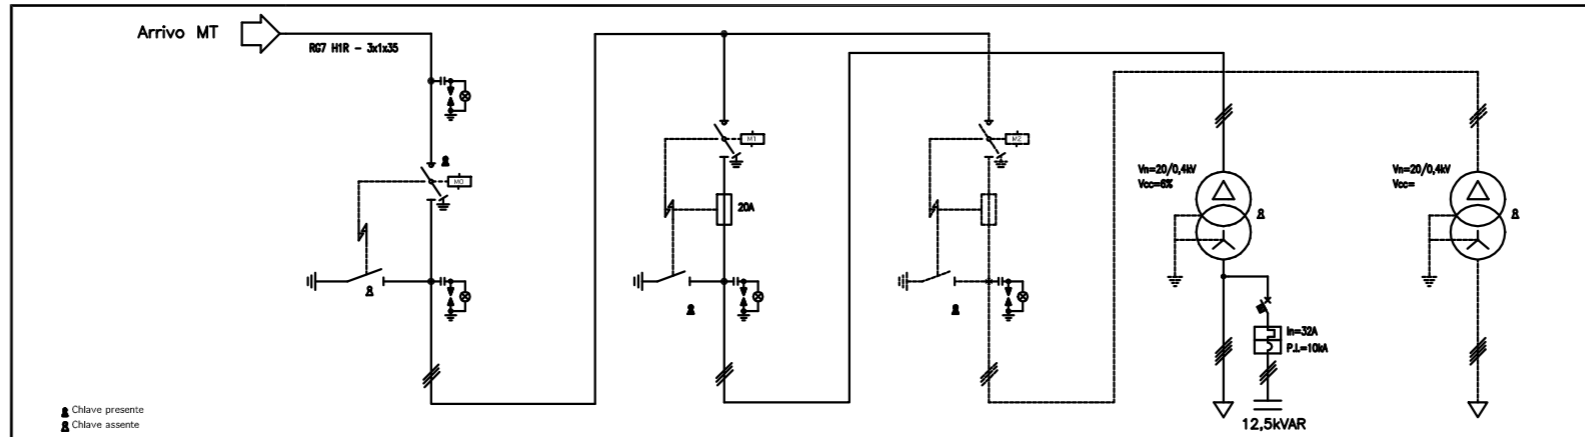 Arrivo MT
RG7 H1R - 3x1x35
M0
M1
20A
M2
Vn=20/0,4kV
Vcc=6%
Vn=20/0,4kV
Vcc=
In=32A
P.I.=10kA
12,5kVAR
Chiave presente
Chiave assente